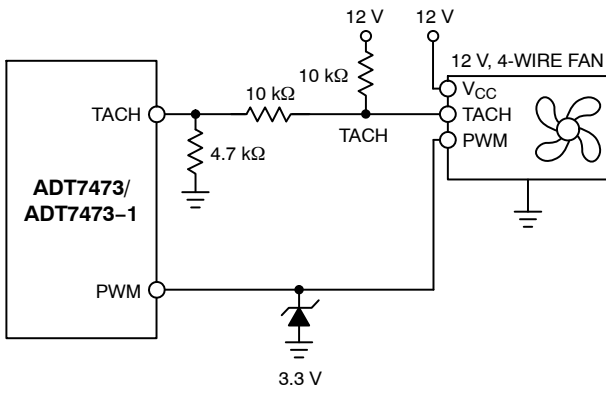 12 V
12 V
12 V, 4-WIRE FAN
10 kΩ
VCC
10 kΩ
TACH
TACH
TACH
PWM
4.7 kΩ
ADT7473/
ADT7473–1
PWM
3.3 V